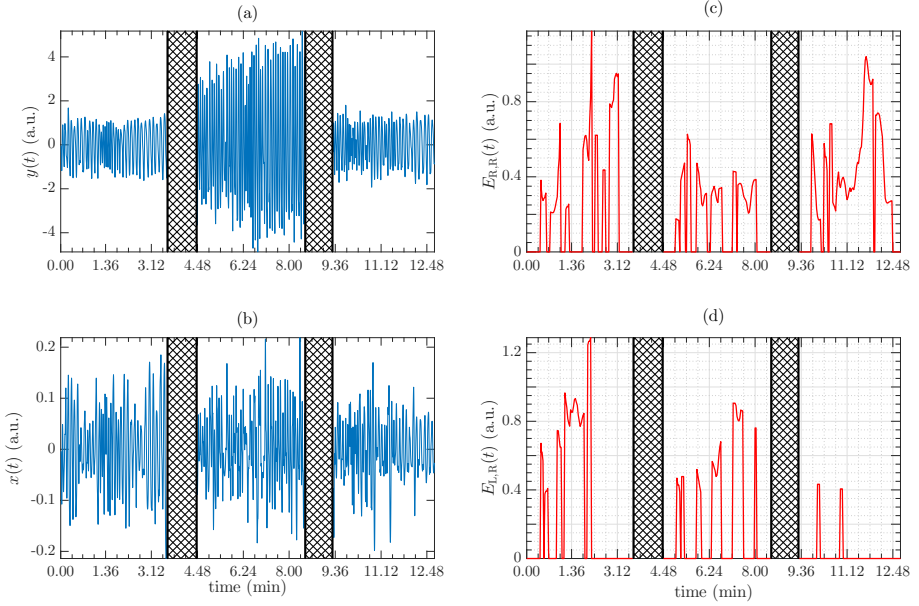 (a)
4
2
0
-2
-4
y(t) (a.u.)
0.00 1.36 3.12 4.48 6.24 8.00 9.36 11.12 12.48
(c)
0.8
0.4
0
E_{R,R}(t) (a.u.)
0.00 1.36 3.12 4.48 6.24 8.00 9.36 11.12 12.48
(b)
0.2
0.1
0
-0.1
-0.2
x(t) (a.u.)
0.00 1.36 3.12 4.48 6.24 8.00 9.36 11.12 12.48
time (min)
(d)
1.2
0.8
0.4
0
E_{L,R}(t) (a.u.)
0.00 1.36 3.12 4.48 6.24 8.00 9.36 11.12 12.48
time (min)